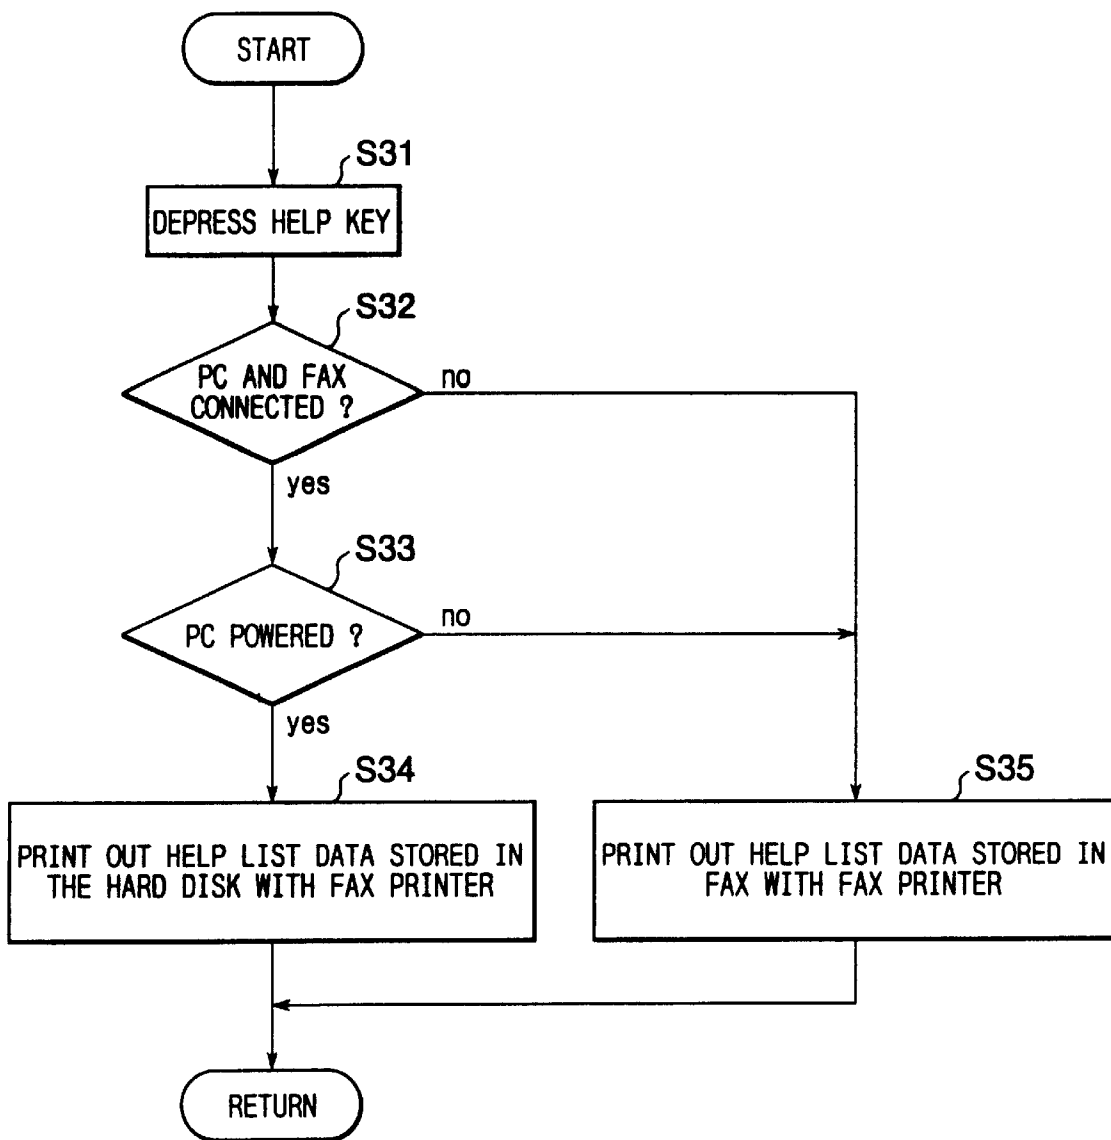 START
S31
DEPRESS HELP KEY
S32
PC AND FAX
CONNECTED ?
no
yes
S33
PC POWERED ?
no
yes
S34
PRINT OUT HELP LIST DATA STORED IN
THE HARD DISK WITH FAX PRINTER
S35
PRINT OUT HELP LIST DATA STORED IN
FAX WITH FAX PRINTER
RETURN